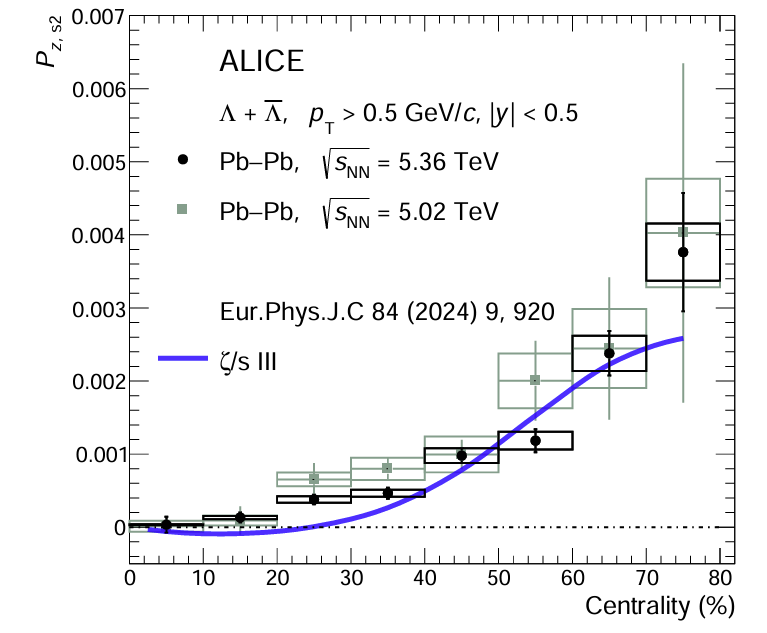 P_z, s2
0.007
0.006
0.005
0.004
0.003
0.002
0.001
0
ALICE
Λ + Λ̅, p_T > 0.5 GeV/c, |y| < 0.5
Pb–Pb, √s_NN = 5.36 TeV
Pb–Pb, √s_NN = 5.02 TeV
Eur.Phys.J.C 84 (2024) 9, 920
ζ/s III
0 10 20 30 40 50 60 70 80
Centrality (%)